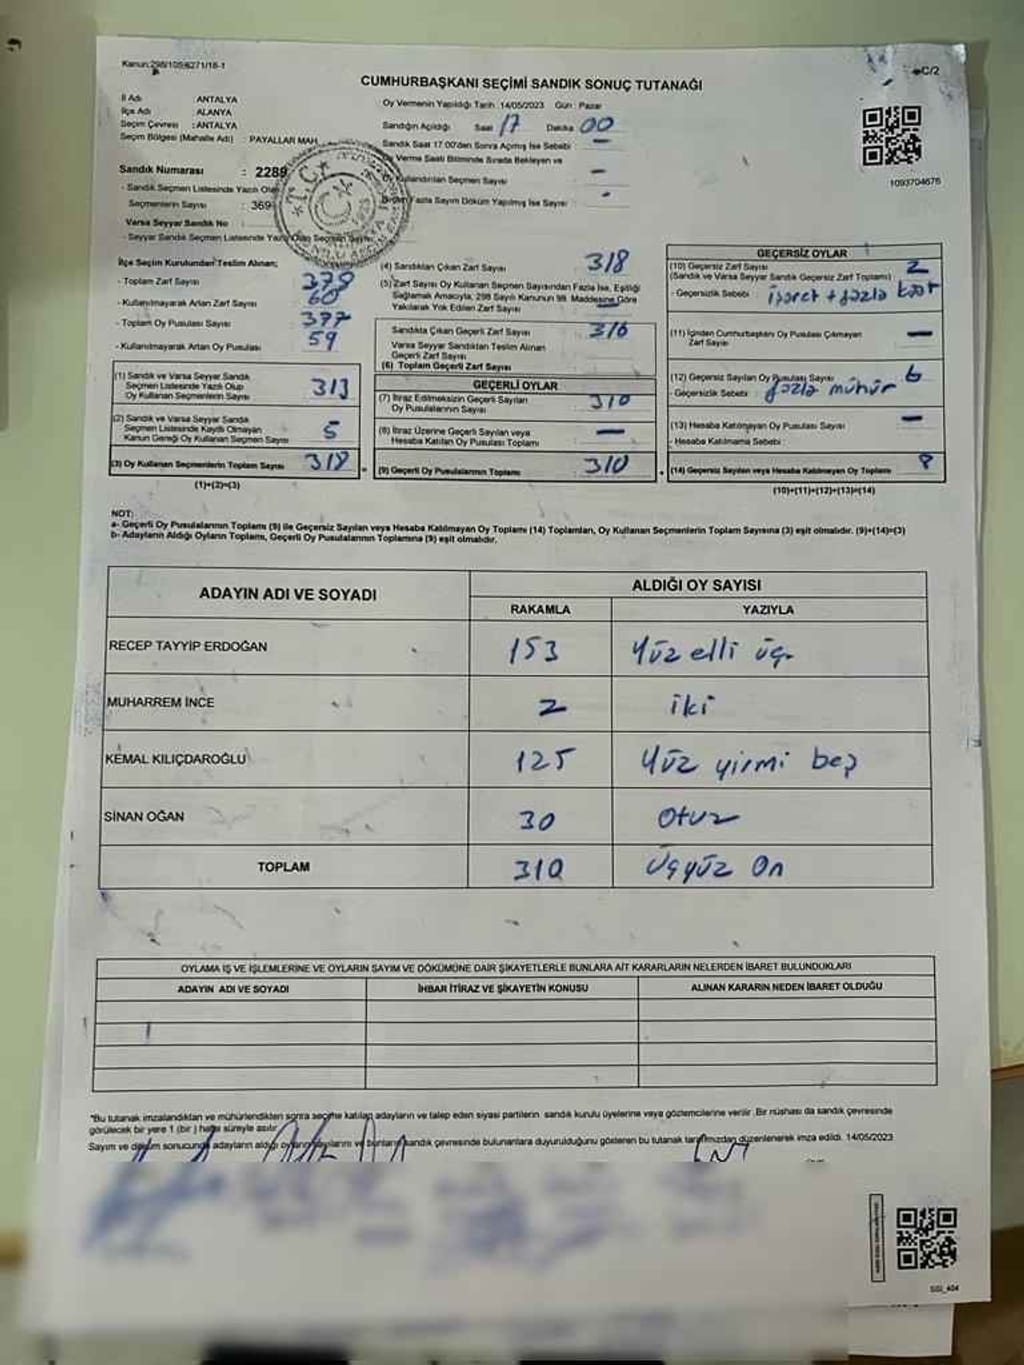 Kanun:298/105/6271/18-1
C/2
CUMHURBAŞKANI SEÇİMİ SANDIK SONUÇ TUTANAĞI
İl Adı : ANTALYA
İlçe Adı : ALANYA
Seçim Çevresi : ANTALYA
Seçim Bölgesi (Mahalle Adı) : PAYALLAR MAH.
Sandık Numarası : 2289
- Sandık Seçmen Listesinde Yazılı Olan
Seçmenlerin Sayısı : 369
Varsa Seyyar Sandık No
- Seyyar Sandık Seçmen Listesinde Yazılı Olan Seçmen Sayısı
Oy Vermenin Yapıldığı Tarih :14/05/2023 Gün : Pazar
Sandığın Açıldığı Saat 17 Dakika 00
Sandık Saat 17.00'den Sonra Açılmış İse Sebebi : –
Oy Verme Saati Bitiminde Sırada Bekleyen ve
Oy Kullandırılan Seçmen Sayısı –
Birden Fazla Sayım Döküm Yapılmış İse Sayısı -
1093704676
İlçe Seçim Kurulundan Teslim Alınan;
- Toplam Zarf Sayısı 378
- Kullanılmayarak Artan Zarf Sayısı 60
- Toplam Oy Pusulası Sayısı 377
- Kullanılmayarak Artan Oy Pusulası 59
(1) Sandık ve Varsa Seyyar Sandık
Seçmen Listesinde Yazılı Olup
Oy Kullanan Seçmenlerin Sayısı 313
(2) Sandık ve Varsa Seyyar Sandık
Seçmen Listesinde Kayıtlı Olmayan
Kanun Gereği Oy Kullanan Seçmen Sayısı 5
(3) Oy Kullanan Seçmenlerin Toplam Sayısı 318
(1)+(2)=(3)
(4) Sandıktan Çıkan Zarf Sayısı 318
(5) Zarf Sayısı Oy Kullanan Seçmen Sayısından Fazla İse, Eşitliği
Sağlamak Amacıyla, 298 Sayılı Kanunun 98. Maddesine Göre
Yakılarak Yok Edilen Zarf Sayısı –
Sandıkta Çıkan Geçerli Zarf Sayısı 316
Varsa Seyyar Sandıktan Teslim Alınan
Geçerli Zarf Sayısı
(6) Toplam Geçerli Zarf Sayısı
GEÇERLİ OYLAR
(7) İtiraz Edilmeksizin Geçerli Sayılan
Oy Pusulalarının Sayısı 310
(8) İtiraz Üzerine Geçerli Sayılan veya
Hesaba Katılan Oy Pusulası Toplamı –
(9) Geçerli Oy Pusulalarının Toplamı 310
GEÇERSİZ OYLAR
(10) Geçersiz Zarf Sayısı 2
(Sandık ve Varsa Seyyar Sandık Geçersiz Zarf Toplamı)
- Geçersizlik Sebebi : işaret + fazla
(11) İçinden Cumhurbaşkanı Oy Pusulası Çıkmayan
Zarf Sayısı –
(12) Geçersiz Sayılan Oy Pusulası Sayısı 6
- Geçersizlik Sebebi : fazla mühür
(13) Hesaba Katılmayan Oy Pusulası Sayısı –
- Hesaba Katılmama Sebebi :
(14) Geçersiz Sayılan veya Hesaba Katılmayan Oy Toplamı 8
(10)+(11)+(12)+(13)=(14)
NOT:
a- Geçerli Oy Pusulalarının Toplamı (9) ile Geçersiz Sayılan veya Hesaba Katılmayan Oy Toplamı (14) Toplamları, Oy Kullanan Seçmenlerin Toplam Sayısına (3) eşit olmalıdır. (9)+(14)=(3)
b- Adayların Aldığı Oyların Toplamı, Geçerli Oy Pusulalarının Toplamına (9) eşit olmalıdır.
ADAYIN ADI VE SOYADI ALDIĞI OY SAYISI
RAKAMLA YAZIYLA
RECEP TAYYİP ERDOĞAN 153 Yüz elli üç
MUHARREM İNCE 2 iki
KEMAL KILIÇDAROĞLU 125 Yüz yirmi beş
SİNAN OĞAN 30 Otuz
TOPLAM 310 Üçyüz On
OYLAMA İŞ VE İŞLEMLERİNE VE OYLARIN SAYIM VE DÖKÜMÜNE DAİR ŞİKAYETLERLE BUNLARA AİT KARARLARIN NELERDEN İBARET BULUNDUKLARI
ADAYIN ADI VE SOYADI İHBAR İTİRAZ VE ŞİKAYETİN KONUSU ALINAN KARARIN NEDEN İBARET OLDUĞU
"Bu tutanak imzalandıktan ve mühürlendikten sonra seçime katılan adayların ve talep eden siyasi partilerin sandık kurulu üyelerine veya gözlemcilerine verilir. Bir nüshası da sandık çevresinde
görülecek bir yere 1 (bir) hafta süreyle asılır.
Sayım ve döküm sonucunda adayların aldığı oyların sayılarını ve bunların sandık çevresinde bulunanlara duyurulduğunu gösteren bu tutanak tarafımızdan düzenlenerek imza edildi. 14/05/2023